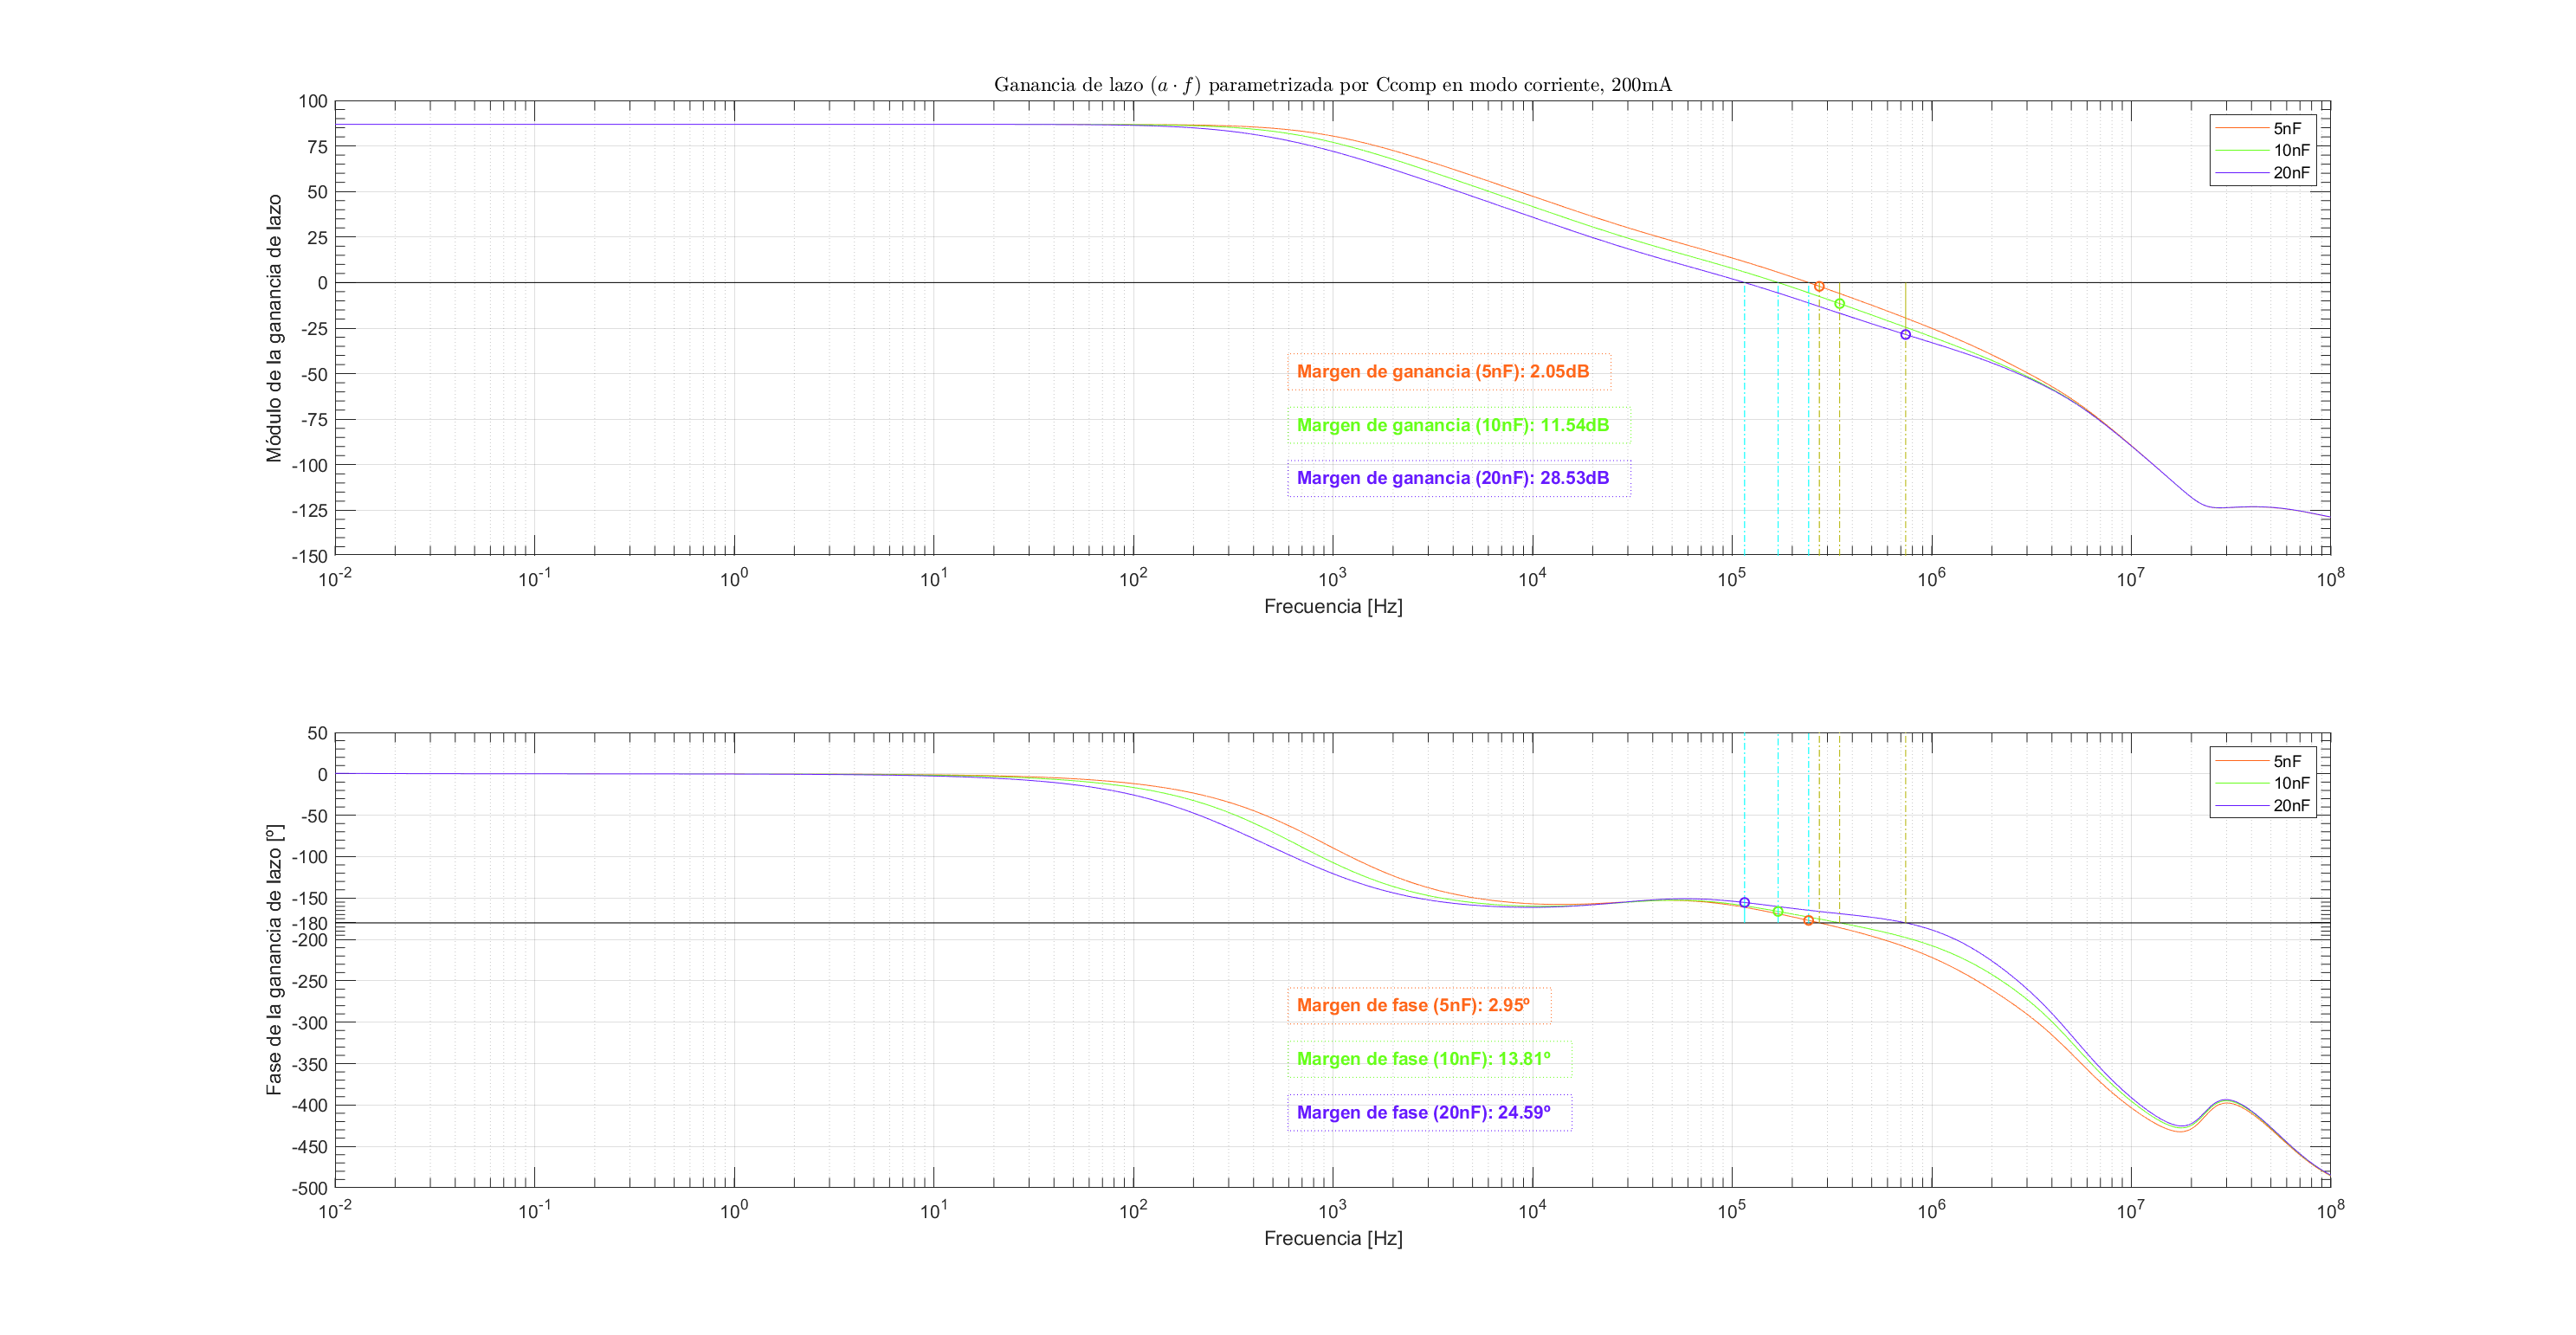 Ganancia de lazo (a · f) parametrizada por Ccomp en modo corriente, 200mA
Módulo de la ganancia de lazo
100
75
50
25
0
-25
-50
-75
-100
-125
-150
5nF
10nF
20nF
Margen de ganancia (5nF): 2.05dB
Margen de ganancia (10nF): 11.54dB
Margen de ganancia (20nF): 28.53dB
10^-2 10^-1 10^0 10^1 10^2 10^3 10^4 10^5 10^6 10^7 10^8
Frecuencia [Hz]
Fase de la ganancia de lazo [º]
50
0
-50
-100
-150
-180
-200
-250
-300
-350
-400
-450
-500
5nF
10nF
20nF
Margen de fase (5nF): 2.95º
Margen de fase (10nF): 13.81º
Margen de fase (20nF): 24.59º
10^-2 10^-1 10^0 10^1 10^2 10^3 10^4 10^5 10^6 10^7 10^8
Frecuencia [Hz]